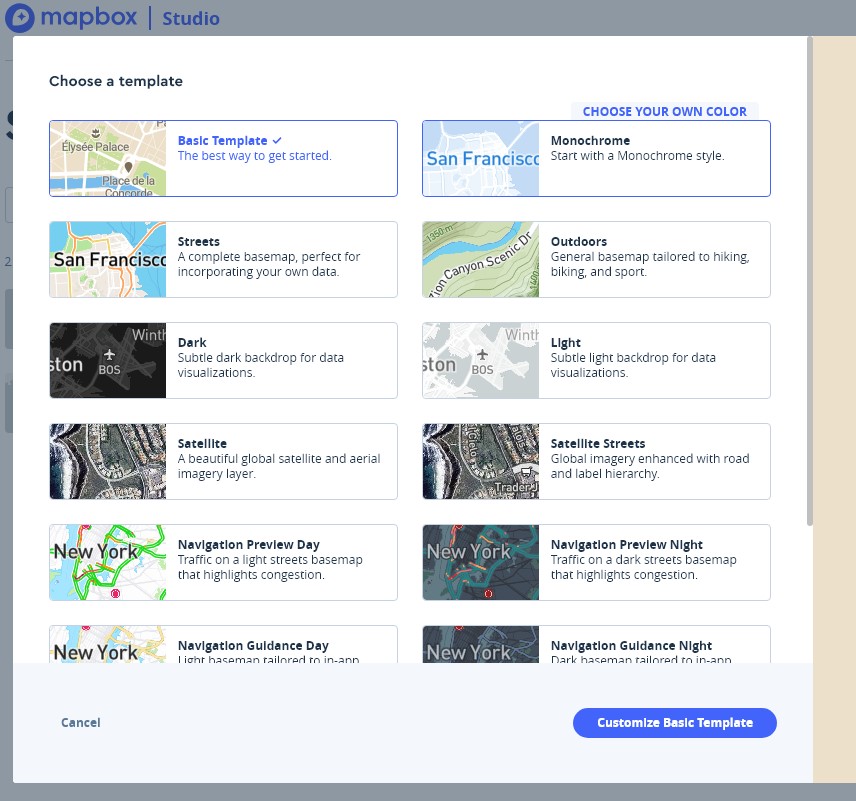 mapbox | Studio
Choose a template
CHOOSE YOUR OWN COLOR
Élysée Palace
Place de la
Concorde
Basic Template ✓
The best way to get started.
San Francisco
Monochrome
Start with a Monochrome style.
San Francisco
Streets
A complete basemap, perfect for
incorporating your own data.
1350 m
Zion Canyon Scenic Dr
1400
Outdoors
General basemap tailored to hiking,
biking, and sport.
Winth
ston
BOS
Dark
Subtle dark backdrop for data
visualizations.
Winth
ston
BOS
Light
Subtle light backdrop for data
visualizations.
Satellite
A beautiful global satellite and aerial
imagery layer.
Trader J
Satellite Streets
Global imagery enhanced with road
and label hierarchy.
New York
Navigation Preview Day
Traffic on a light streets basemap
that highlights congestion.
New York
Navigation Preview Night
Traffic on a dark streets basemap
that highlights congestion.
New York
Navigation Guidance Day
Light basemap tailored to in-app
New York
Navigation Guidance Night
Dark basemap tailored to in-app
Cancel
Customize Basic Template